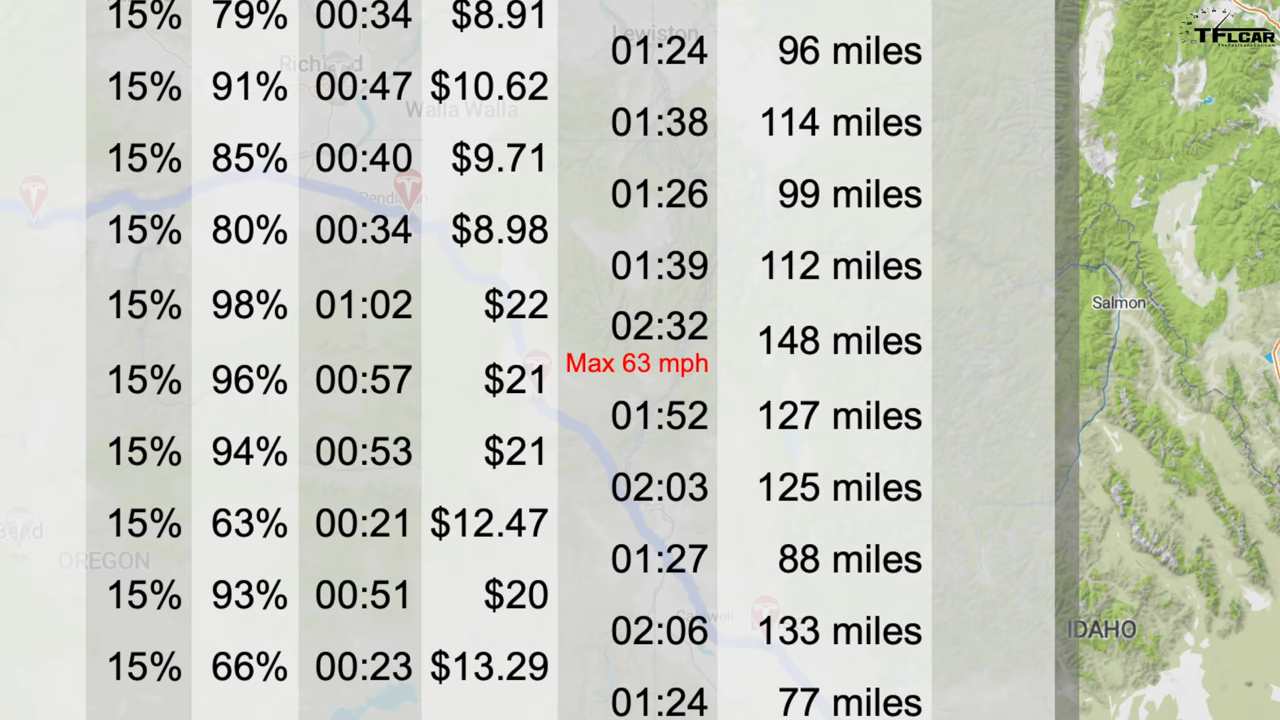 15% 79% 00:34 $8.91
TFLCAR
TheFastLaneCar.com
Lewiston
01:24 96 miles
Richland
15% 91% 00:47 $10.62
Walla Walla
01:38 114 miles
15% 85% 00:40 $9.71
01:26 99 miles
Pendleton
15% 80% 00:34 $8.98
01:39 112 miles
15% 98% 01:02 $22
Salmon
02:32 148 miles
Max 63 mph
15% 96% 00:57 $21
01:52 127 miles
15% 94% 00:53 $21
02:03 125 miles
15% 63% 00:21 $12.47
Bend
OREGON
01:27 88 miles
15% 93% 00:51 $20
Caldwell
02:06 133 miles
IDAHO
15% 66% 00:23 $13.29
01:24 77 miles